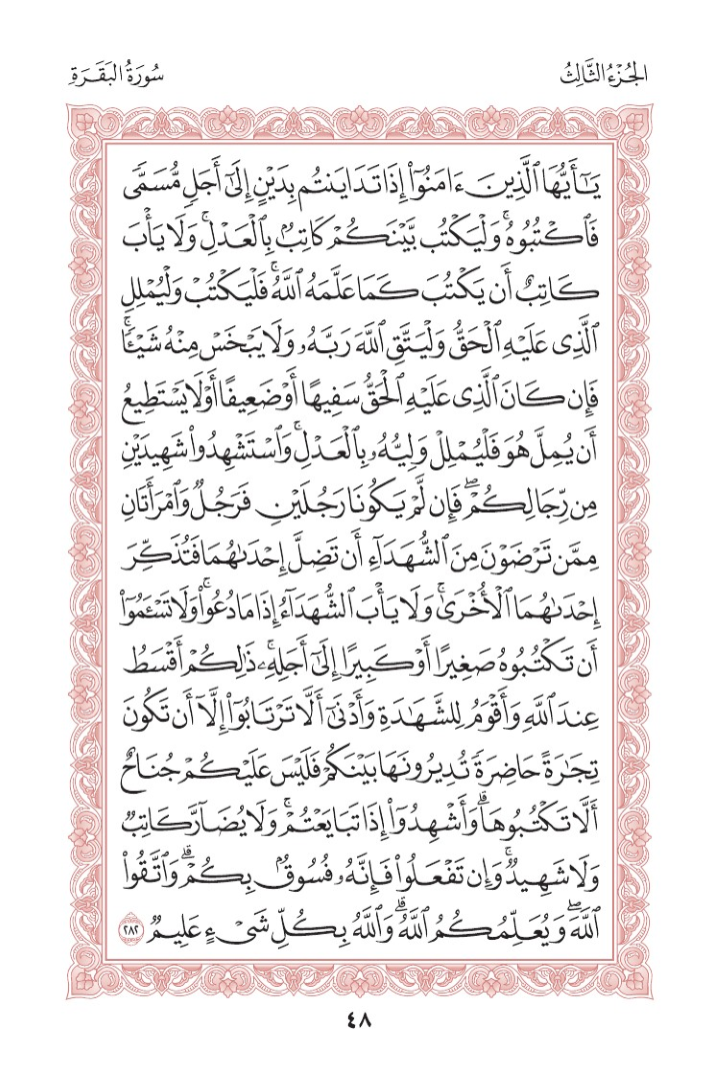 الجُزْءُ الثَّالِثُ
سُورَةُ البَقَرَةِ
يَـٰٓأَيُّهَا ٱلَّذِينَ ءَامَنُوٓا۟ إِذَا تَدَايَنتُم بِدَيْنٍ إِلَىٰٓ أَجَلٍ مُّسَمًّى
فَٱكْتُبُوهُ ۚ وَلْيَكْتُب بَّيْنَكُمْ كَاتِبٌۢ بِٱلْعَدْلِ ۚ وَلَا يَأْبَ
كَاتِبٌ أَن يَكْتُبَ كَمَا عَلَّمَهُ ٱللَّهُ ۚ فَلْيَكْتُبْ وَلْيُمْلِلِ
ٱلَّذِى عَلَيْهِ ٱلْحَقُّ وَلْيَتَّقِ ٱللَّهَ رَبَّهُۥ وَلَا يَبْخَسْ مِنْهُ شَيْـًٔا ۚ
فَإِن كَانَ ٱلَّذِى عَلَيْهِ ٱلْحَقُّ سَفِيهًا أَوْ ضَعِيفًا أَوْ لَا يَسْتَطِيعُ
أَن يُمِلَّ هُوَ فَلْيُمْلِلْ وَلِيُّهُۥ بِٱلْعَدْلِ ۚ وَٱسْتَشْهِدُوا۟ شَهِيدَيْنِ
مِن رِّجَالِكُمْ ۖ فَإِن لَّمْ يَكُونَا رَجُلَيْنِ فَرَجُلٌ وَٱمْرَأَتَانِ
مِمَّن تَرْضَوْنَ مِنَ ٱلشُّهَدَآءِ أَن تَضِلَّ إِحْدَىٰهُمَا فَتُذَكِّرَ
إِحْدَىٰهُمَا ٱلْأُخْرَىٰ ۚ وَلَا يَأْبَ ٱلشُّهَدَآءُ إِذَا مَا دُعُوا۟ ۚ وَلَا تَسْـَٔمُوٓا۟
أَن تَكْتُبُوهُ صَغِيرًا أَوْ كَبِيرًا إِلَىٰٓ أَجَلِهِۦ ۚ ذَٰلِكُمْ أَقْسَطُ
عِندَ ٱللَّهِ وَأَقْوَمُ لِلشَّهَـٰدَةِ وَأَدْنَىٰٓ أَلَّا تَرْتَابُوٓا۟ ۖ إِلَّآ أَن تَكُونَ
تِجَـٰرَةً حَاضِرَةً تُدِيرُونَهَا بَيْنَكُمْ فَلَيْسَ عَلَيْكُمْ جُنَاحٌ
أَلَّا تَكْتُبُوهَا ۗ وَأَشْهِدُوٓا۟ إِذَا تَبَايَعْتُمْ ۚ وَلَا يُضَآرَّ كَاتِبٌ
وَلَا شَهِيدٌ ۚ وَإِن تَفْعَلُوا۟ فَإِنَّهُۥ فُسُوقٌۢ بِكُمْ ۗ وَٱتَّقُوا۟
ٱللَّهَ ۖ وَيُعَلِّمُكُمُ ٱللَّهُ ۗ وَٱللَّهُ بِكُلِّ شَىْءٍ عَلِيمٌ ٢٨٢
٤٨